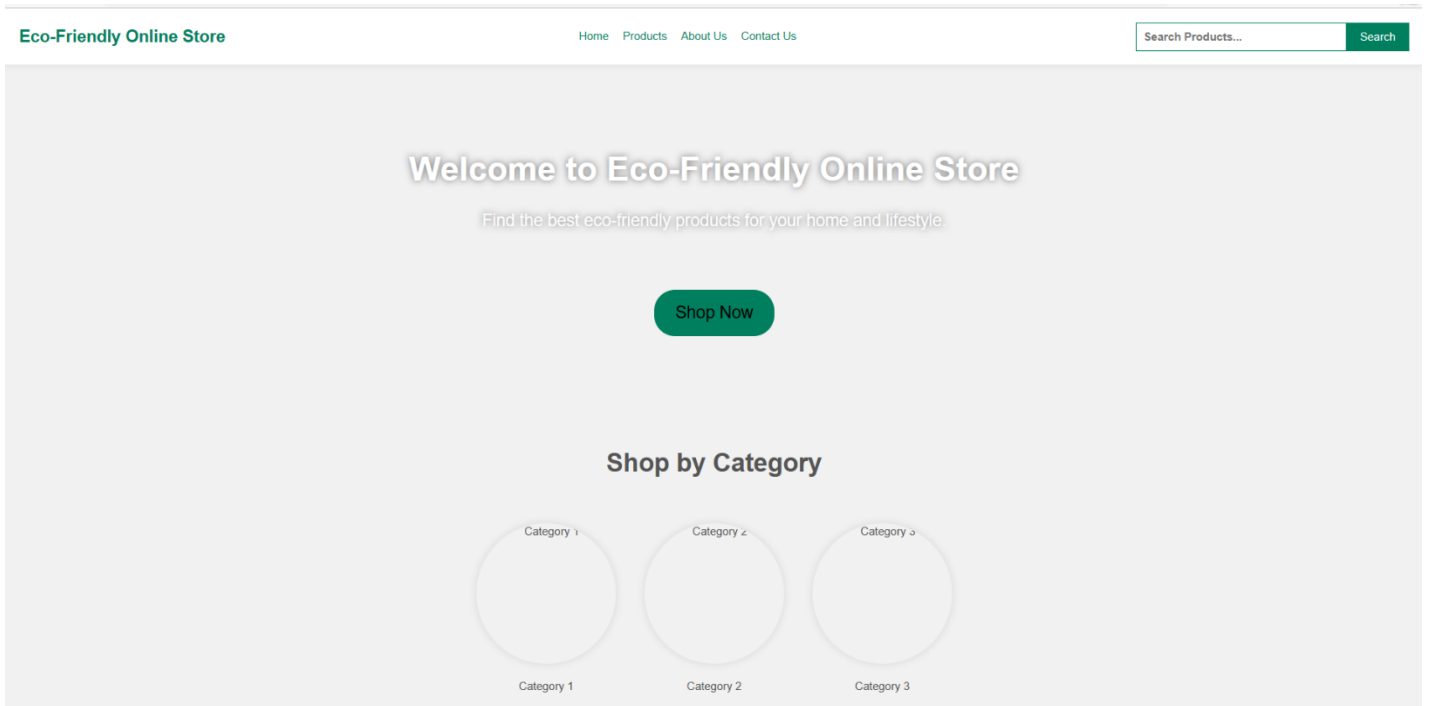 Eco-Friendly Online Store
Home Products About Us Contact Us
Search Products...
Search
Welcome to Eco-Friendly Online Store
Find the best eco-friendly products for your home and lifestyle.
Shop Now
Shop by Category
Category 1 Category 2 Category 3
Category 1 Category 2 Category 3